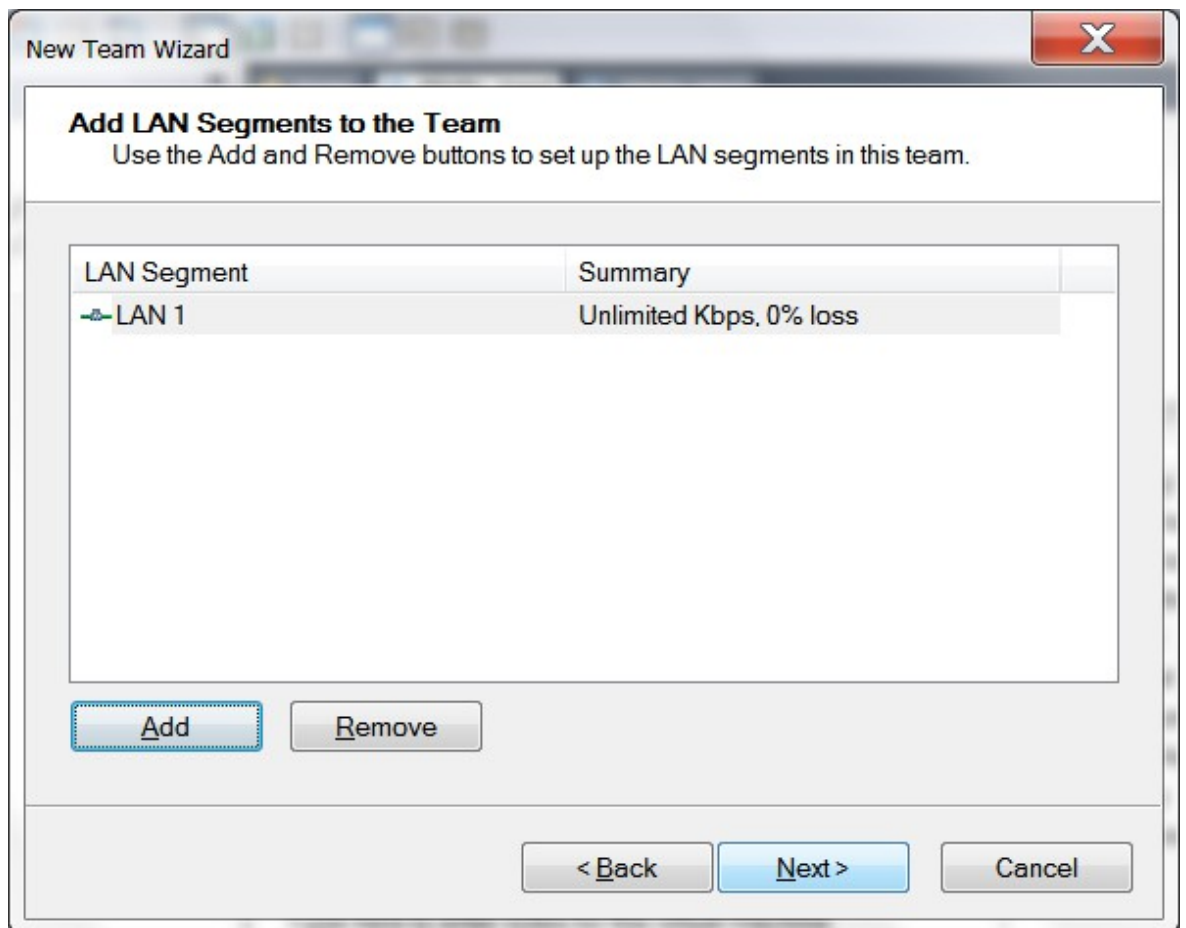 New Team Wizard
Add LAN Segments to the Team
Use the Add and Remove buttons to set up the LAN segments in this team.
LAN Segment Summary
LAN 1 Unlimited Kbps, 0% loss
Add Remove
< Back Next > Cancel